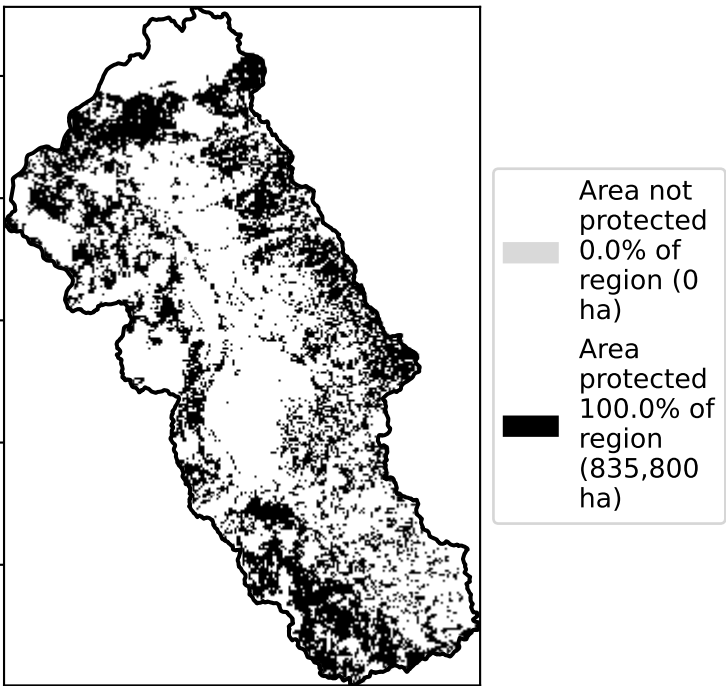 Area not
protected
0.0% of
region (0
ha)
Area
protected
100.0% of
region
(835,800
ha)